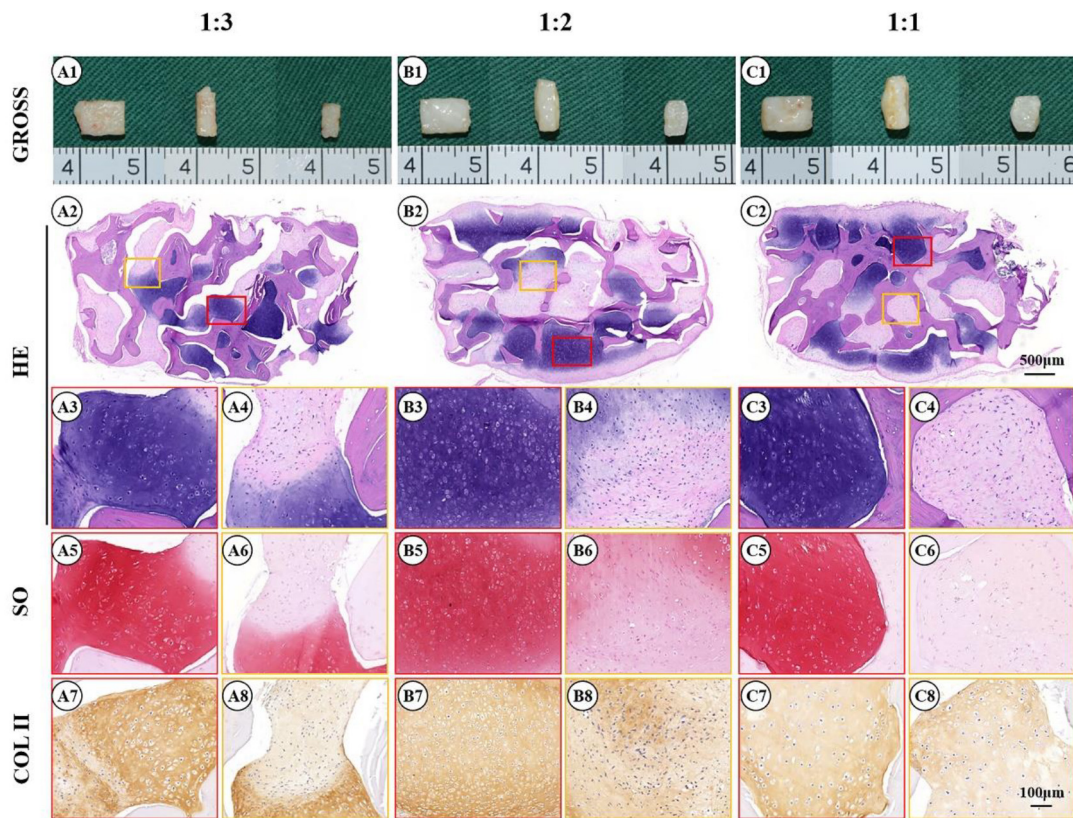 1:3 1:2 1:1
GROSS
A1 B1 C1
4 5 4 5 4 5 4 5 4 5 4 5 4 5 4 5 5 6
HE
A2 B2 C2
500μm
A3 A4 B3 B4 C3 C4
SO
A5 A6 B5 B6 C5 C6
COL II
A7 A8 B7 B8 C7 C8
100μm